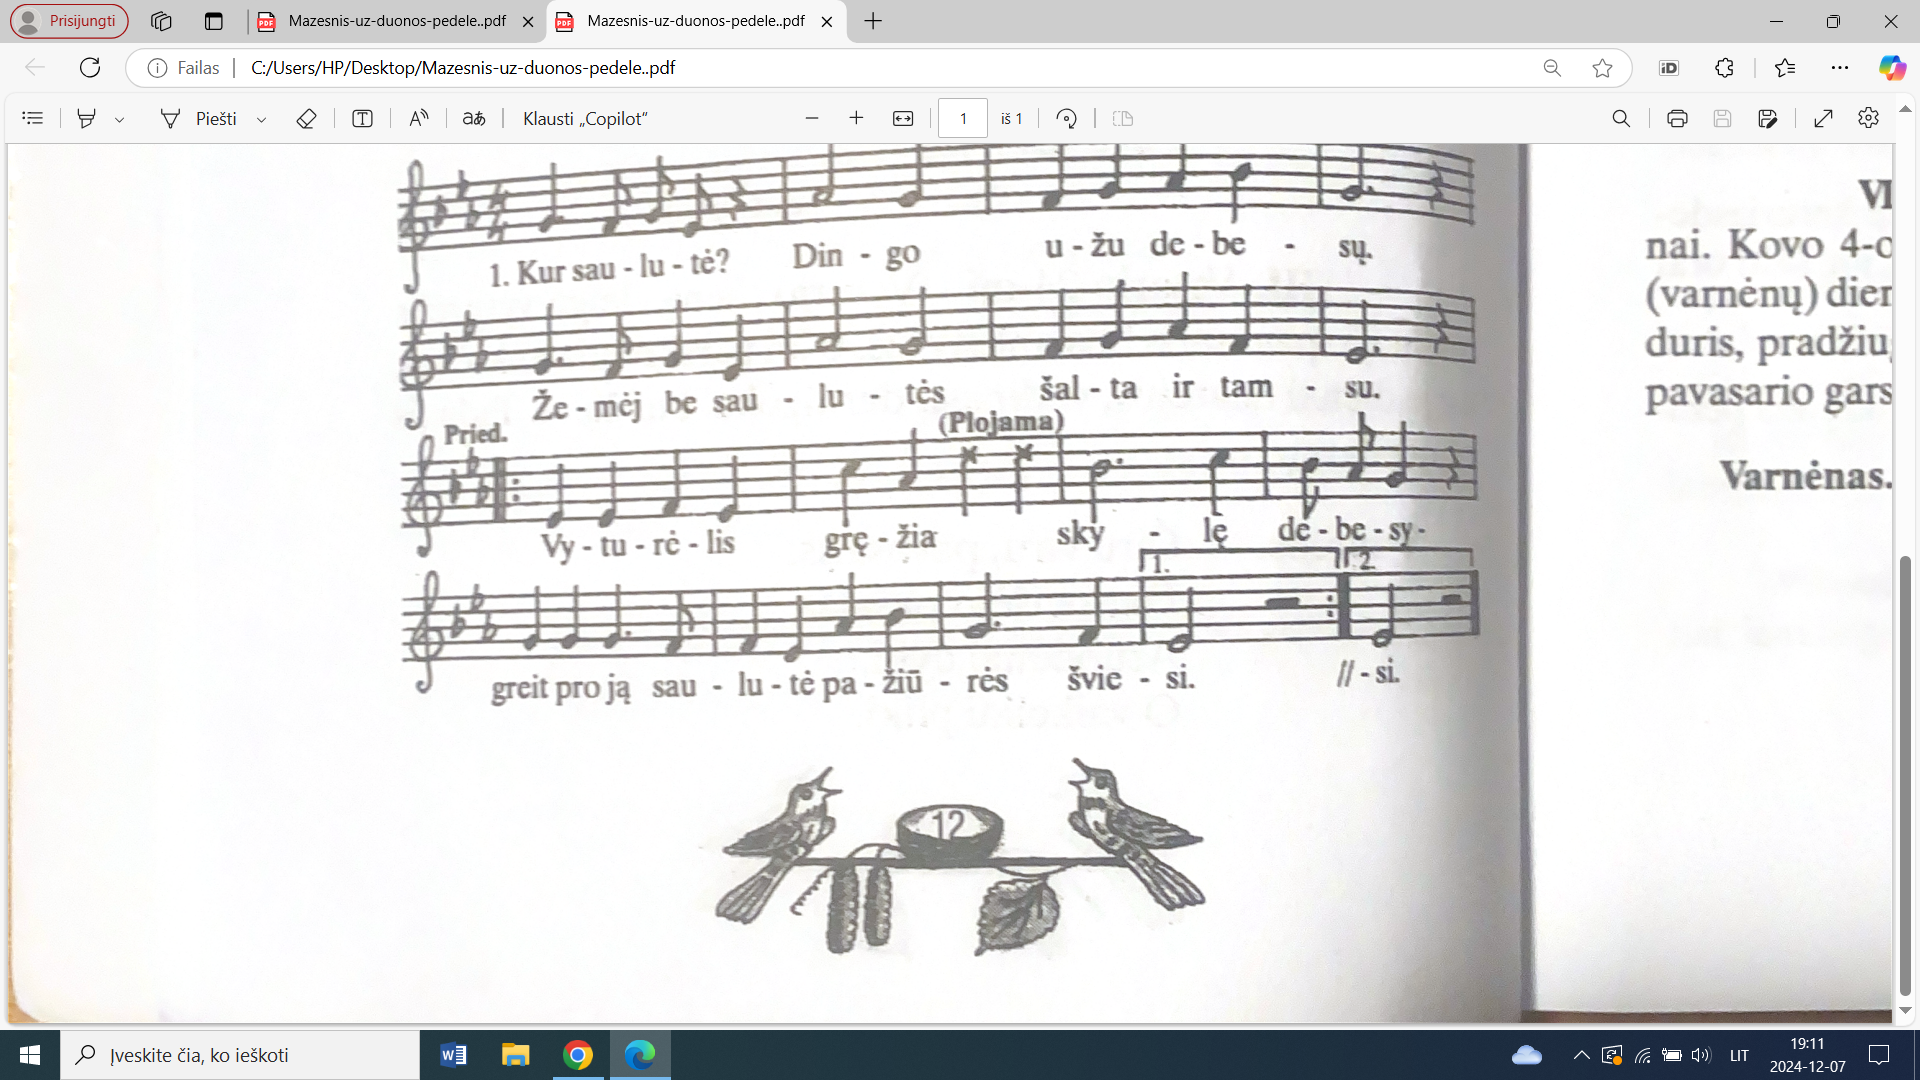 Prisijungti
Mazesnis-uz-duonos-pedele..pdf
Mazesnis-uz-duonos-pedele..pdf
Failas
C:/Users/HP/Desktop/Mazesnis-uz-duonos-pedele..pdf
Piešti
Klausti „Copilot“
1
iš 1
1. Kur sau - lu - tė? Din - go u - žu de - be - sų.
Že - mėj be sau - lu - tės šal - ta ir tam - su.
Pried.
(Plojama)
Vy - tu - rė - lis grę - žia sky - lę de - be - sy -
1.
2.
greit pro ją sau - lu - tė pa - žiū - rės švie - si. // - si.
12
VI
nai. Kovo 4-o
(varnėnų) dien
duris, pradžiu
pavasario gars
Varnėnas.
Įveskite čia, ko ieškoti
LIT
19:11
2024-12-07